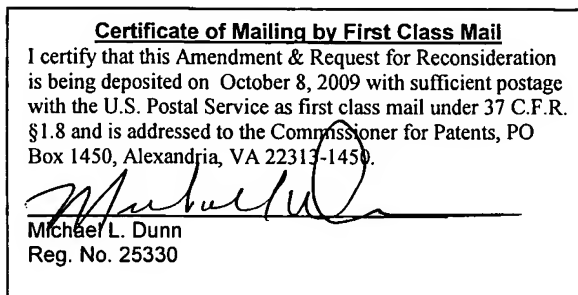 Certificate of Mailing by First Class Mail
I certify that this Amendment & Request for Reconsideration
is being deposited on October 8, 2009 with sufficient postage
with the U.S. Postal Service as first class mail under 37 C.F.R.
§1.8 and is addressed to the Commissioner for Patents, PO
Box 1450, Alexandria, VA 22313-1450.
Michael L. Dunn
Reg. No. 25330